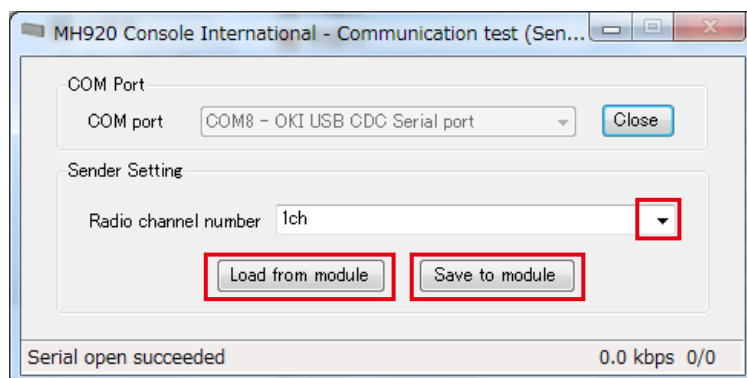 MH920 Console International - Communication test (Sen...
COM Port
COM port COM8 - OKI USB CDC Serial port Close
Sender Setting
Radio channel number 1ch
Load from module Save to module
Serial open succeeded 0.0 kbps 0/0